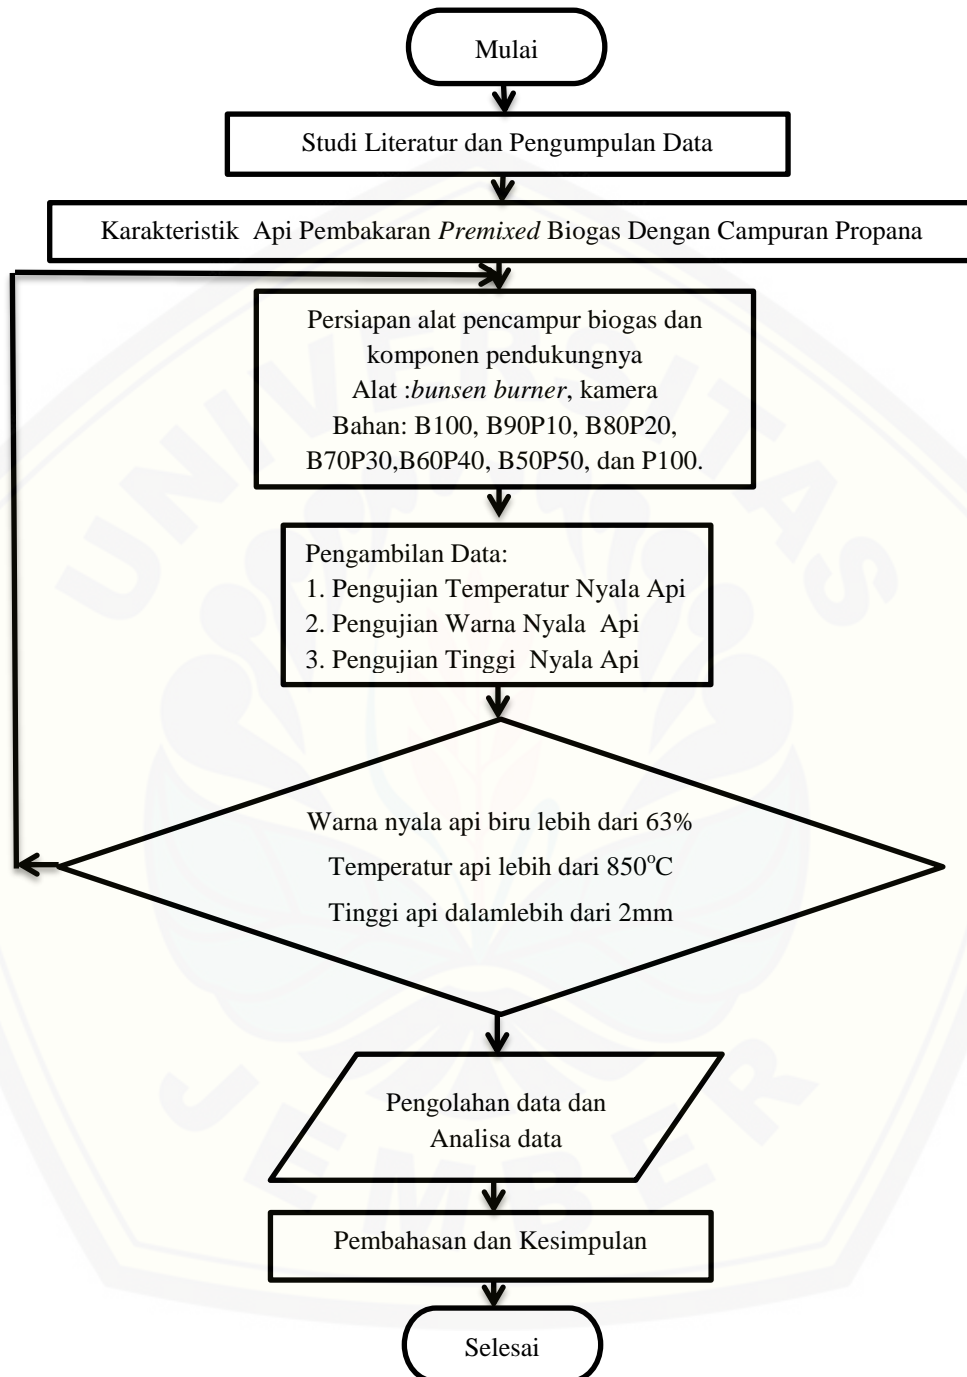 Mulai
Studi Literatur dan Pengumpulan Data
Karakteristik Api Pembakaran Premixed Biogas Dengan Campuran Propana
Persiapan alat pencampur biogas dan
komponen pendukungnya
Alat :bunsen burner, kamera
Bahan: B100, B90P10, B80P20,
B70P30,B60P40, B50P50, dan P100.
Pengambilan Data:
1. Pengujian Temperatur Nyala Api
2. Pengujian Warna Nyala Api
3. Pengujian Tinggi Nyala Api
Warna nyala api biru lebih dari 63%
Temperatur api lebih dari 850°C
Tinggi api dalamlebih dari 2mm
Pengolahan data dan
Analisa data
Pembahasan dan Kesimpulan
Selesai
UNIVERSITAS
JEMBER